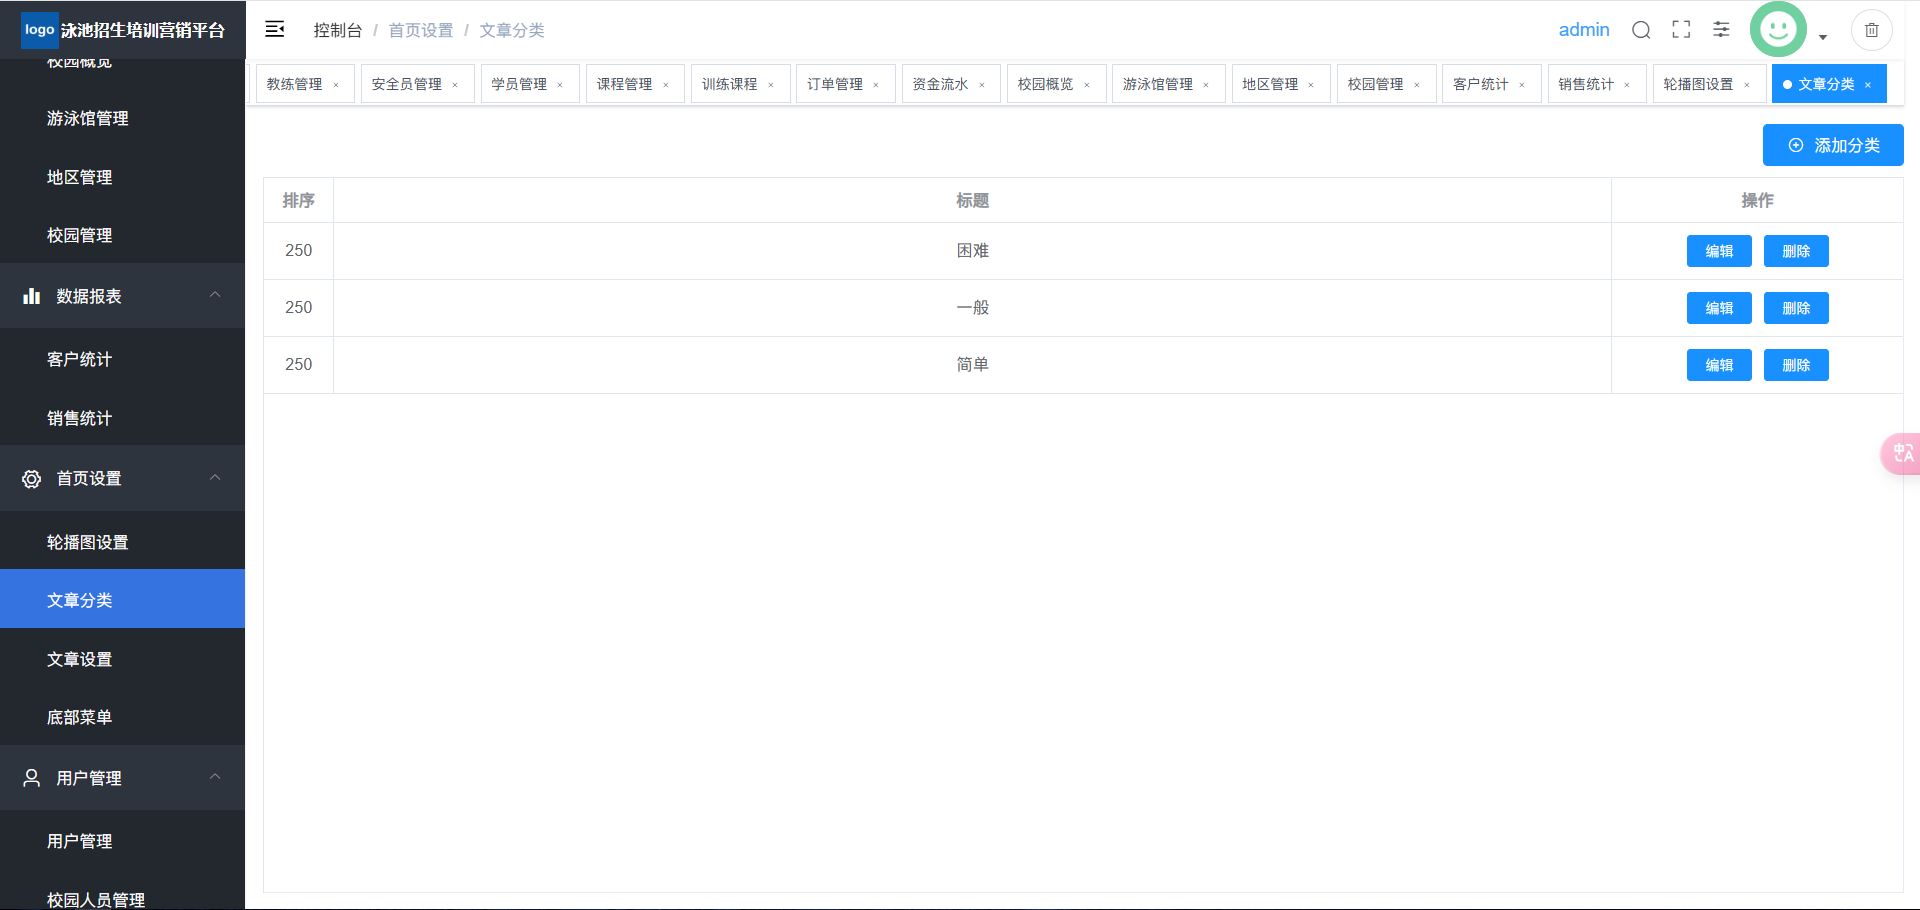 logo 泳池招生培训营销平台
控制台 / 首页设置 / 文章分类
admin
校园概览
游泳馆管理
地区管理
校园管理
数据报表
客户统计
销售统计
首页设置
轮播图设置
文章分类
文章设置
底部菜单
用户管理
用户管理
校园人员管理
教练管理 × 安全员管理 × 学员管理 × 课程管理 × 训练课程 × 订单管理 × 资金流水 × 校园概览 × 游泳馆管理 × 地区管理 × 校园管理 × 客户统计 × 销售统计 × 轮播图设置 × 文章分类 ×
添加分类
排序 标题 操作
250 困难 编辑 删除
250 一般 编辑 删除
250 简单 编辑 删除